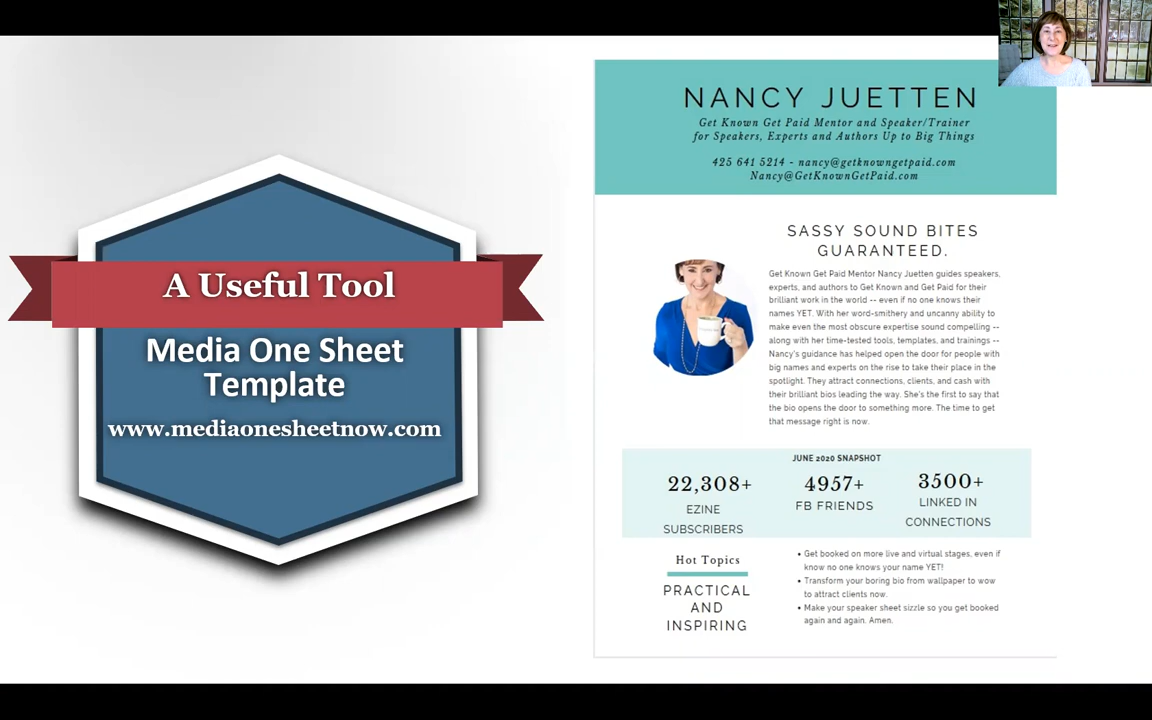 A Useful Tool
Media One Sheet
Template
www.mediaonesheetnow.com
NANCY JUETTEN
Get Known Get Paid Mentor and Speaker/Trainer
for Speakers, Experts and Authors Up to Big Things
425 641 5214 - nancy@getknowngetpaid.com
Nancy@GetKnownGetPaid.com
SASSY SOUND BITES
GUARANTEED.
Get Known Get Paid Mentor Nancy Juetten guides speakers,
experts, and authors to Get Known and Get Paid for their
brilliant work in the world -- even if no one knows their
names YET. With her word-smithery and uncanny ability to
make even the most obscure expertise sound compelling --
along with her time-tested tools, templates, and trainings --
Nancy's guidance has helped open the door for people with
big names and experts on the rise to take their place in the
spotlight. They attract connections, clients, and cash with
their brilliant bios leading the way. She's the first to say that
the bio opens the door to something more. The time to get
that message right is now.
JUNE 2020 SNAPSHOT
22,308+
EZINE
SUBSCRIBERS
4957+
FB FRIENDS
3500+
LINKED IN
CONNECTIONS
Hot Topics
PRACTICAL
AND
INSPIRING
• Get booked on more live and virtual stages, even if
know no one knows your name YET!
• Transform your boring bio from wallpaper to wow
to attract clients now.
• Make your speaker sheet sizzle so you get booked
again and again. Amen.